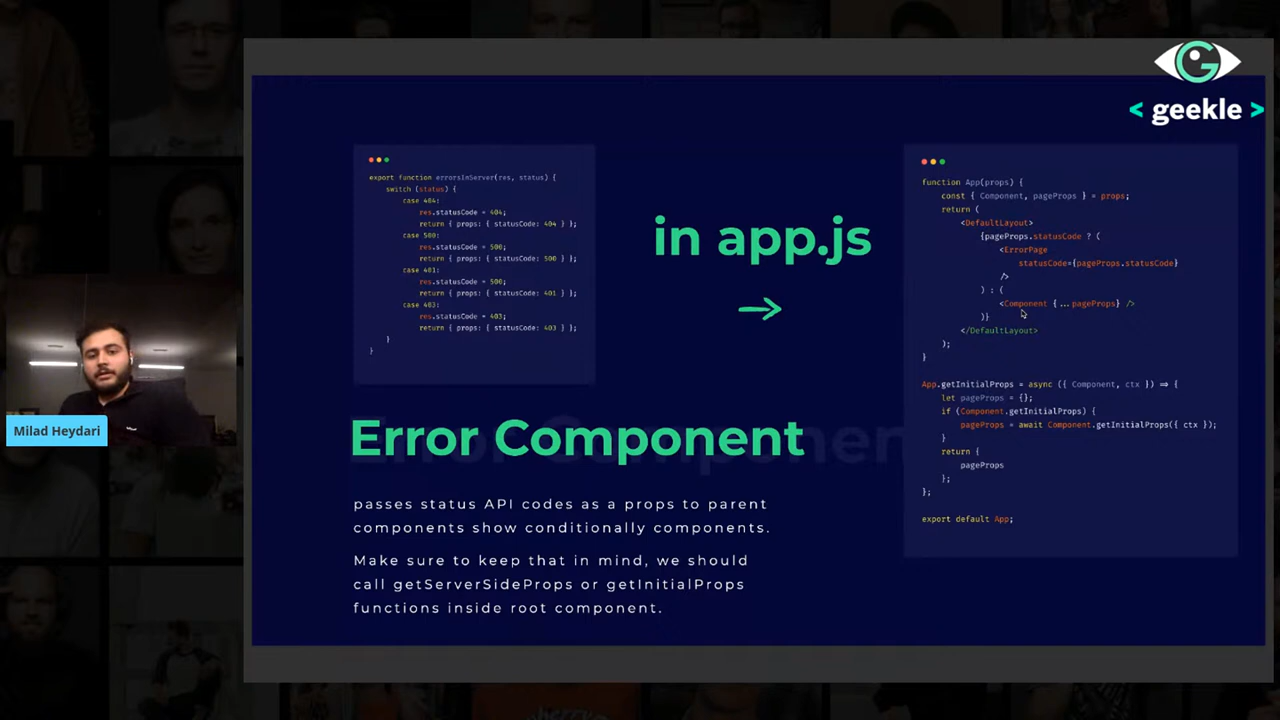 < geekle >
export function errorsInServer(res, status) {
switch (status) {
case 404:
res.statusCode = 404;
return { props: { statusCode: 404 } };
case 500:
res.statusCode = 500;
return { props: { statusCode: 500 } };
case 401:
res.statusCode = 500;
return { props: { statusCode: 401 } };
case 403:
res.statusCode = 403;
return { props: { statusCode: 403 } };
}
}
in app.js
function App(props) {
const { Component, pageProps } = props;
return (
<DefaultLayout>
{pageProps.statusCode ? (
<ErrorPage
statusCode={pageProps.statusCode}
/>
) : (
<Component {...pageProps} />
)}
</DefaultLayout>
);
}
App.getInitialProps = async ({ Component, ctx }) => {
let pageProps = {};
if (Component.getInitialProps) {
pageProps = await Component.getInitialProps({ ctx });
}
return {
pageProps
};
};
export default App;
Error Component
passes status API codes as a props to parent
components show conditionally components.
Make sure to keep that in mind, we should
call getServerSideProps or getInitialProps
functions inside root component.
Milad Heydari